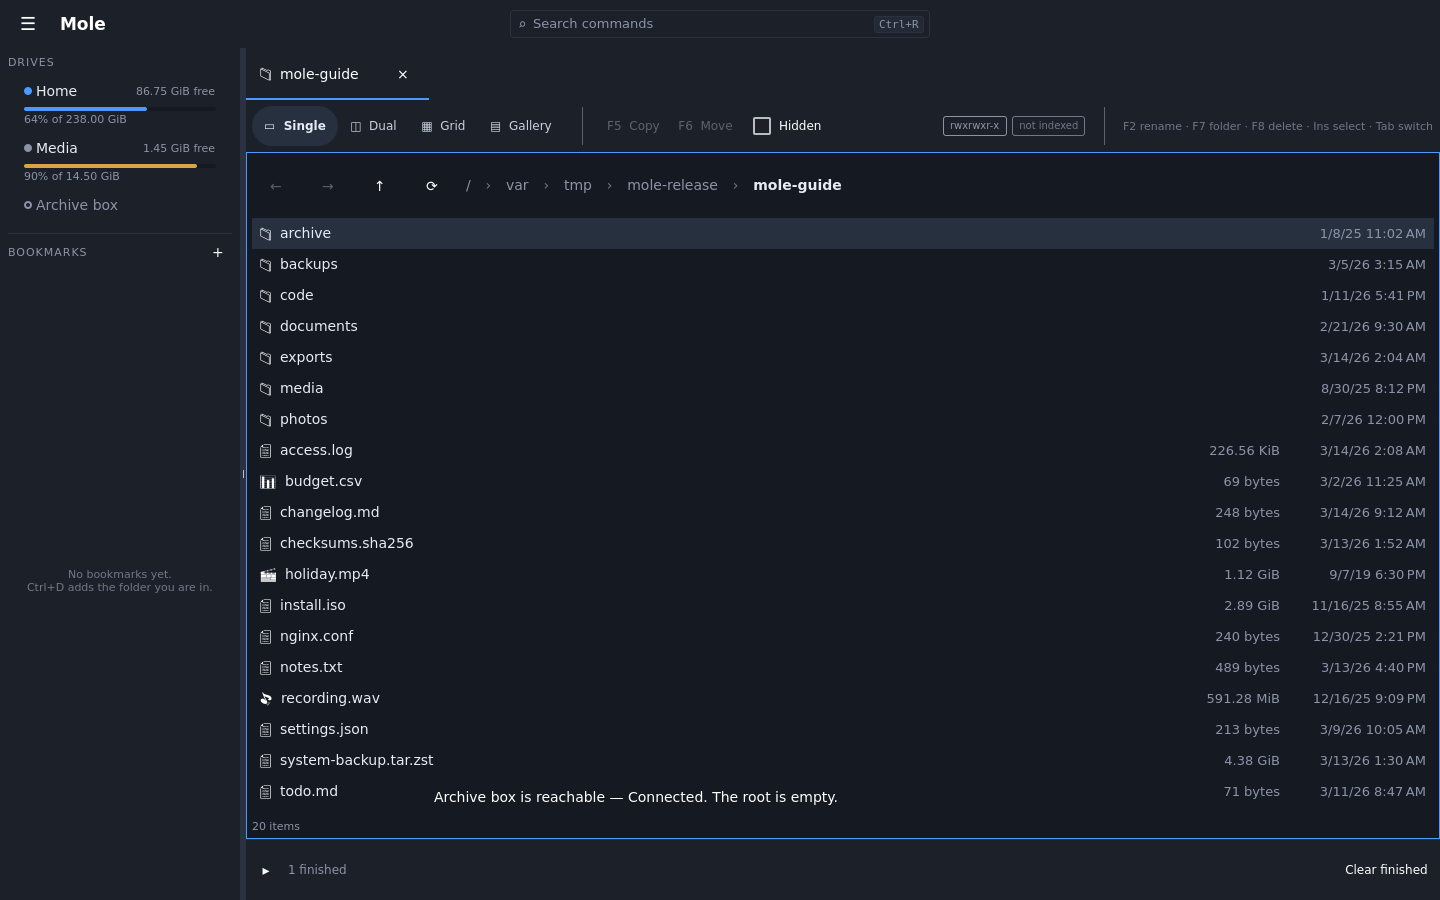 ☰ Mole
Search commands Ctrl+R
DRIVES
Home 86.75 GiB free
64% of 238.00 GiB
Media 1.45 GiB free
90% of 14.50 GiB
Archive box
BOOKMARKS +
No bookmarks yet.
Ctrl+D adds the folder you are in.
mole-guide ×
Single Dual Grid Gallery F5 Copy F6 Move Hidden rwxrwxr-x not indexed F2 rename · F7 folder · F8 delete · Ins select · Tab switch
← → ↑ ⟳ / › var › tmp › mole-release › mole-guide
archive 1/8/25 11:02 AM
backups 3/5/26 3:15 AM
code 1/11/26 5:41 PM
documents 2/21/26 9:30 AM
exports 3/14/26 2:04 AM
media 8/30/25 8:12 PM
photos 2/7/26 12:00 PM
access.log 226.56 KiB 3/14/26 2:08 AM
budget.csv 69 bytes 3/2/26 11:25 AM
changelog.md 248 bytes 3/14/26 9:12 AM
checksums.sha256 102 bytes 3/13/26 1:52 AM
holiday.mp4 1.12 GiB 9/7/19 6:30 PM
install.iso 2.89 GiB 11/16/25 8:55 AM
nginx.conf 240 bytes 12/30/25 2:21 PM
notes.txt 489 bytes 3/13/26 4:40 PM
recording.wav 591.28 MiB 12/16/25 9:09 PM
settings.json 213 bytes 3/9/26 10:05 AM
system-backup.tar.zst 4.38 GiB 3/13/26 1:30 AM
todo.md 71 bytes 3/11/26 8:47 AM
Archive box is reachable — Connected. The root is empty.
20 items
▸ 1 finished Clear finished